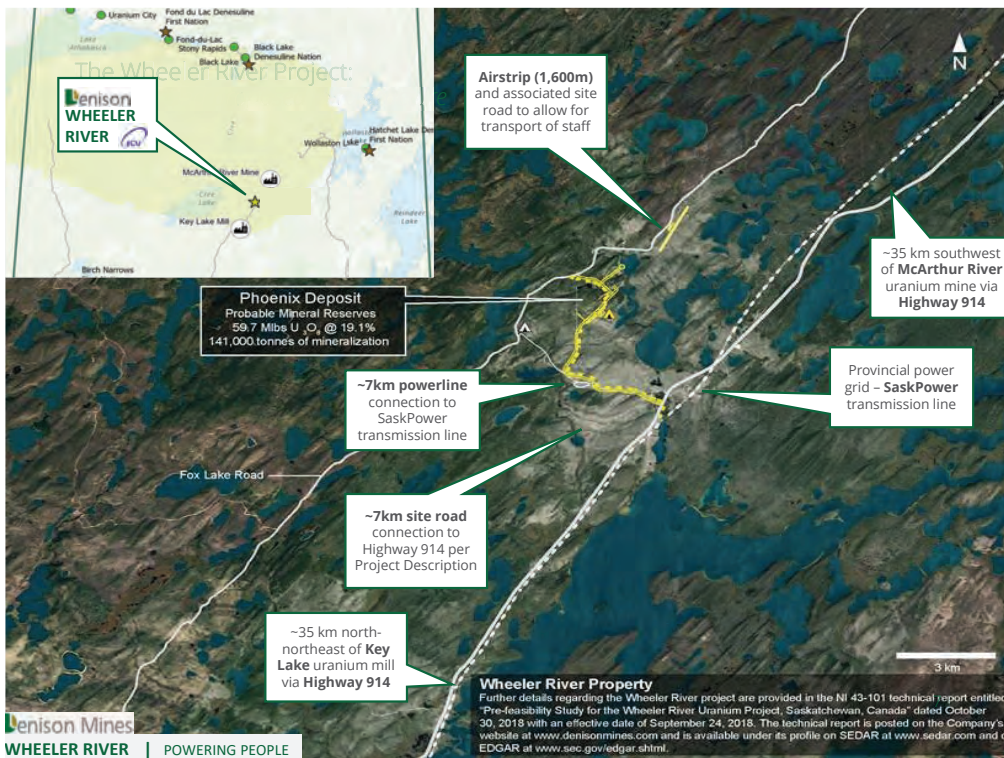 Uranium City
Fond du Lac Denesuline
First Nation
Lake
Athabasca
Fond-du-Lac
Stony Rapids
Black Lake
Denesuline Nation
Black Lake
The Whee er River Project:
Denison
WHEELER
RIVER
JCU
Hatchet Lake De
First Nation
Wollaston
McArthur River Mine
Cree
Lake
Key Lake Mill
Reindeer
Lake
Birch Narrows
Airstrip (1,600m)
and associated site
road to allow for
transport of staff
N
~35 km southwest
of McArthur River
uranium mine via
Highway 914
Phoenix Deposit
Probable Mineral Reserves
59.7 Mlbs U3O8 @ 19.1%
141,000 tonnes of mineralization
~7km powerline
connection to
SaskPower
transmission line
Provincial power
grid – SaskPower
transmission line
Fox Lake Road
~7km site road
connection to
Highway 914 per
Project Description
~35 km north-
northeast of Key
Lake uranium mill
via Highway 914
3 km
Wheeler River Property
Further details regarding the Wheeler River project are provided in the NI 43-101 technical report entitled
"Pre-feasibility Study for the Wheeler River Uranium Project, Saskatchewan, Canada" dated October
30, 2018 with an effective date of September 24, 2018. The technical report is posted on the Company's
website at www.denisonmines.com and is available under its profile on SEDAR at www.sedar.com and o
EDGAR at www.sec.gov/edgar.shtml.
Denison Mines
WHEELER RIVER | POWERING PEOPLE